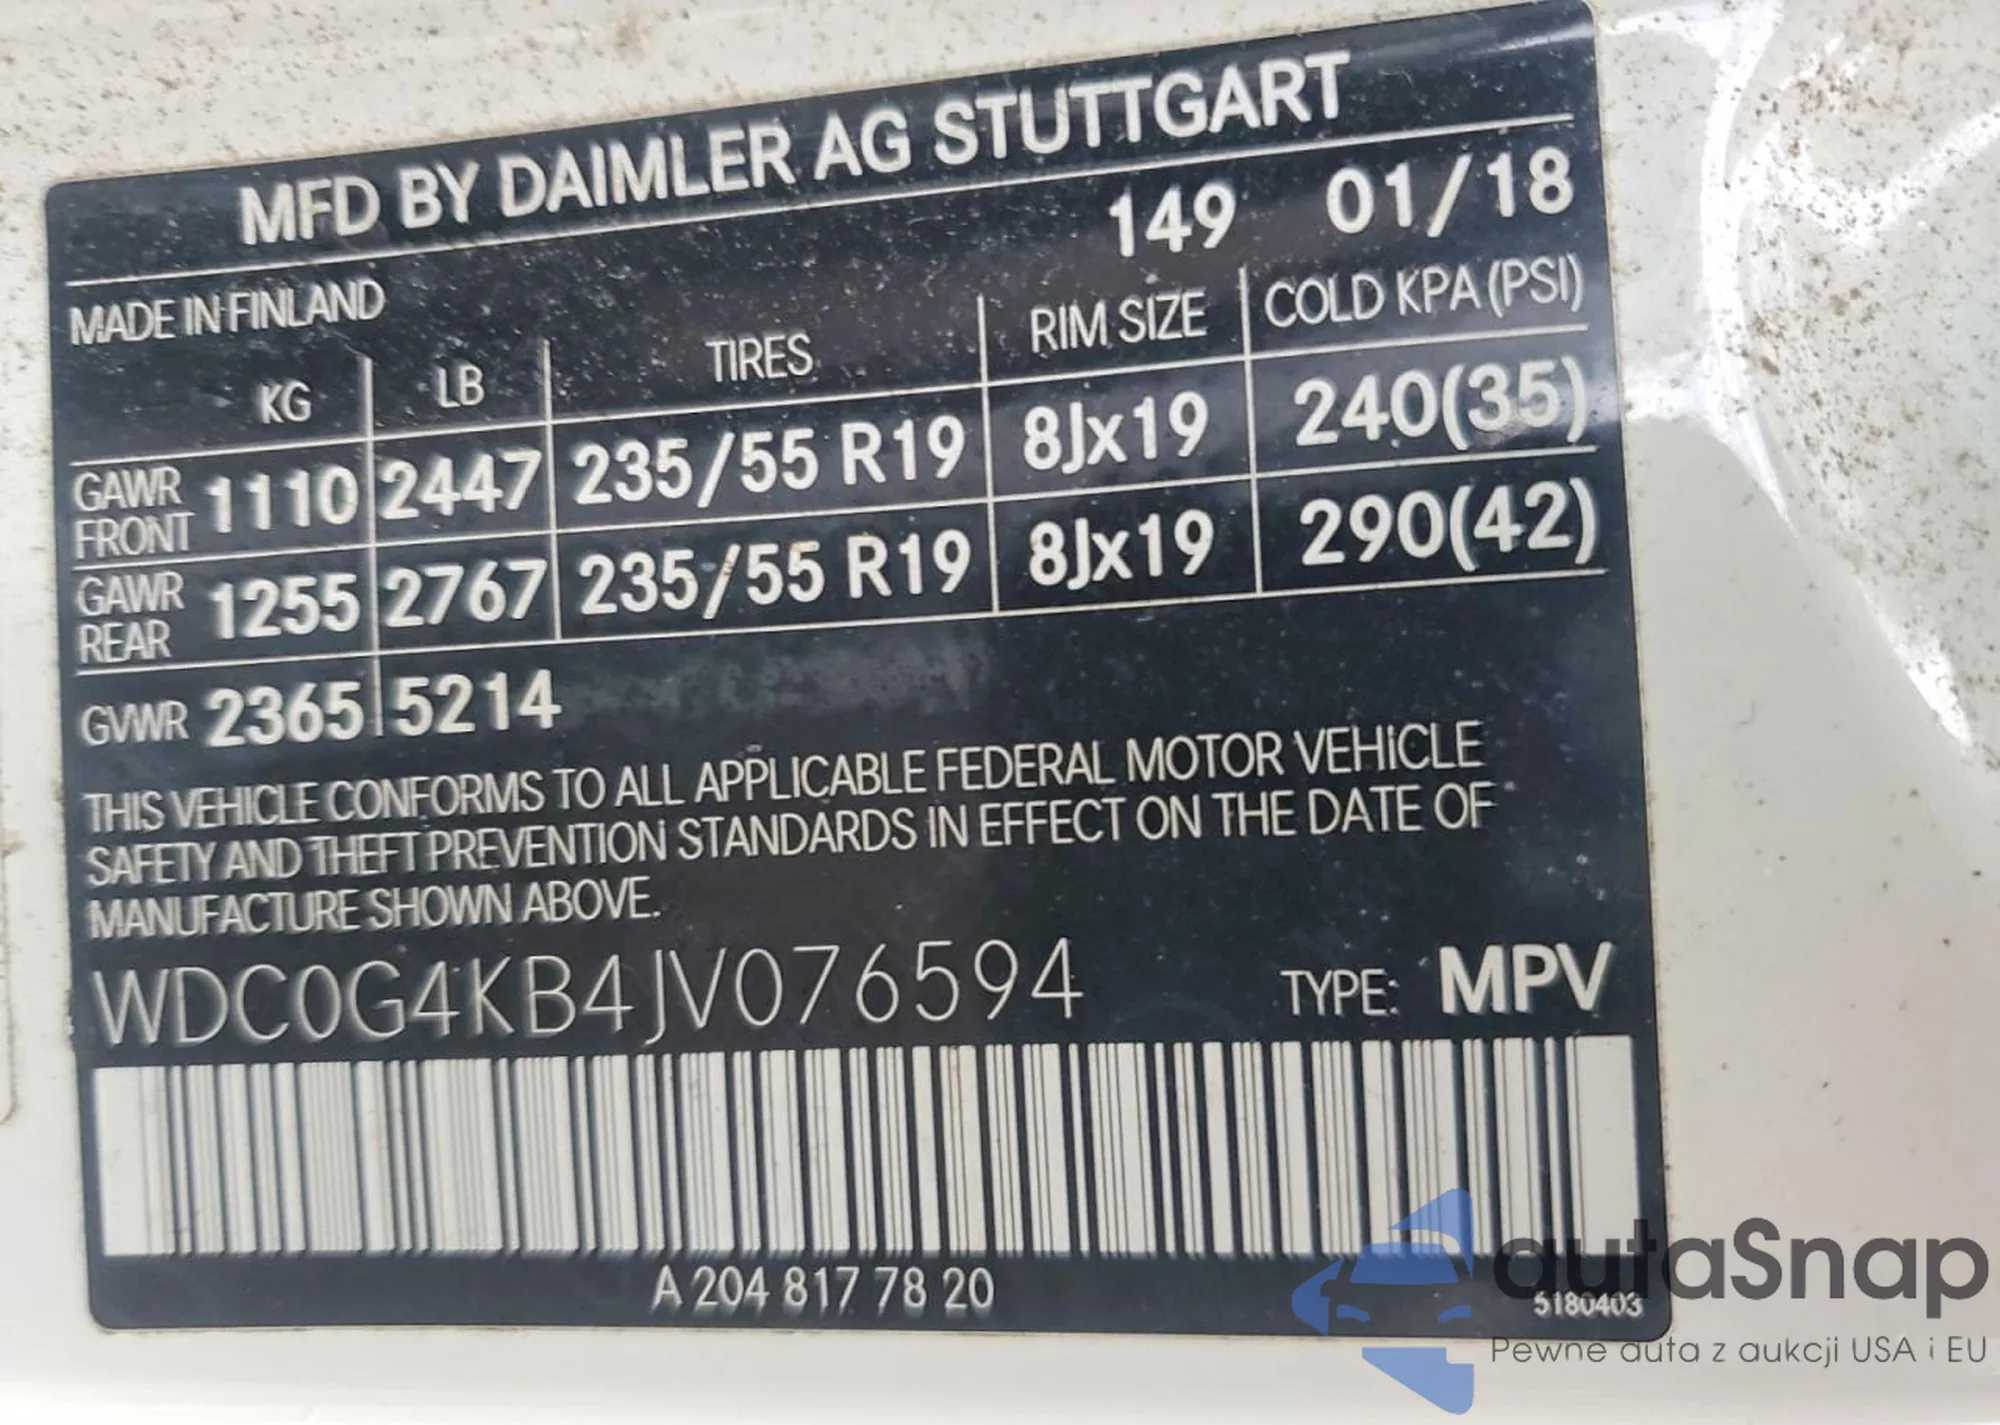 MFD BY DAIMLER AG STUTTGART
149 01/18
MADE IN FINLAND
KG LB TIRES RIM SIZE COLD KPA (PSI)
GAWR FRONT 1110 2447 235/55 R19 8Jx19 240(35)
GAWR REAR 1255 2767 235/55 R19 8Jx19 290(42)
GVWR 2365 5214
THIS VEHICLE CONFORMS TO ALL APPLICABLE FEDERAL MOTOR VEHICLE
SAFETY AND THEFT PREVENTION STANDARDS IN EFFECT ON THE DATE OF
MANUFACTURE SHOWN ABOVE.
WDC0G4KB4JV076594 TYPE: MPV
A 204 817 78 20
5180403
autaSnap
Pewne auta z aukcji USA i EU